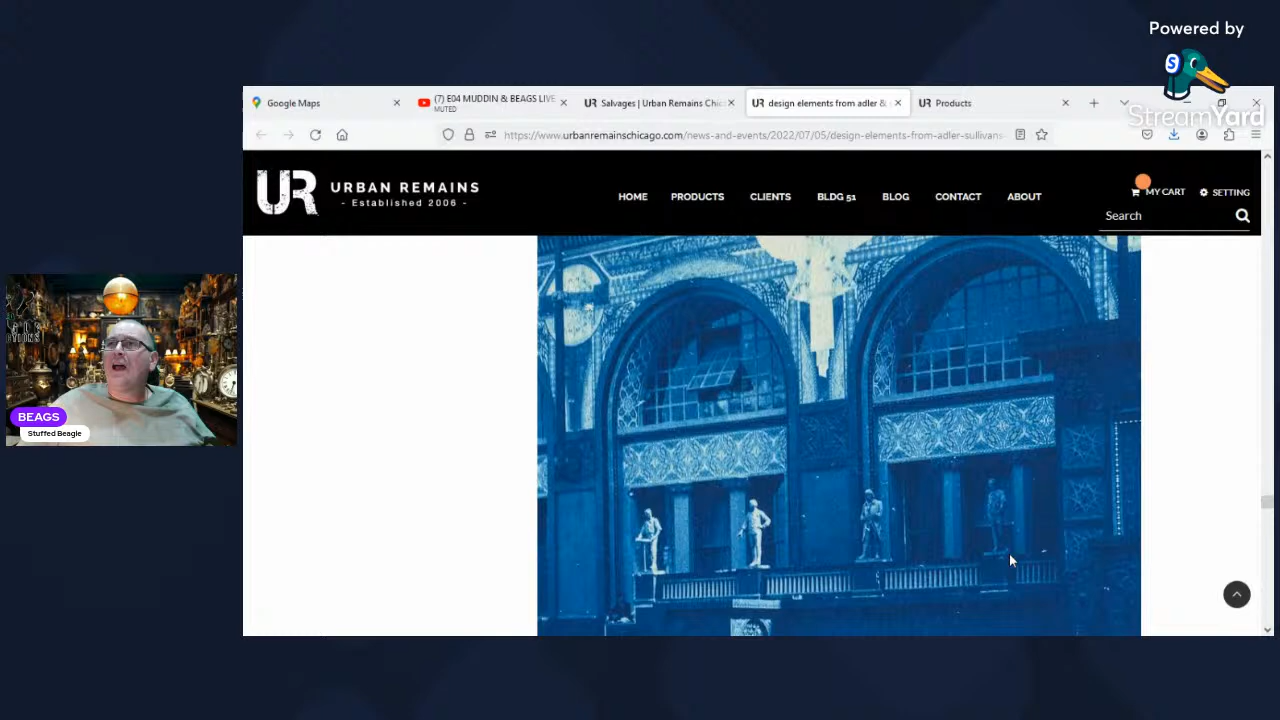 Powered by
StreamYard
Google Maps
(7) E04 MUDDIN & BEAGS LIVE
MUTED
Salvages | Urban Remains Chic
design elements from adler &
Products
https://www.urbanremainschicago.com/news-and-events/2022/07/05/design-elements-from-adler-sullivans-
UR URBAN REMAINS
- Established 2006 -
HOME
PRODUCTS
CLIENTS
BLDG 51
BLOG
CONTACT
ABOUT
MY CART
SETTING
Search
BEAGS
Stuffed Beagle